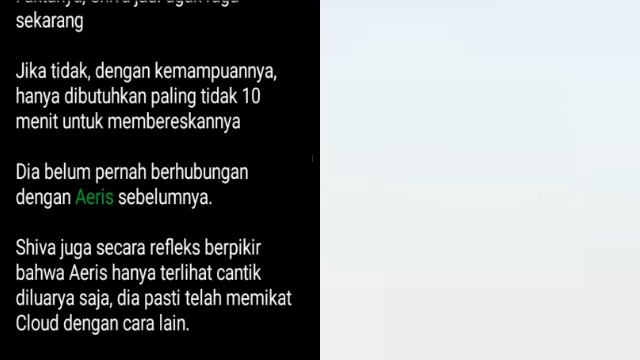 sekarang
Jika tidak, dengan kemampuannya,
hanya dibutuhkan paling tidak 10
menit untuk membereskannya
Dia belum pernah berhubungan
dengan Aeris sebelumnya.
Shiva juga secara refleks berpikir
bahwa Aeris hanya terlihat cantik
diluarya saja, dia pasti telah memikat
Cloud dengan cara lain.